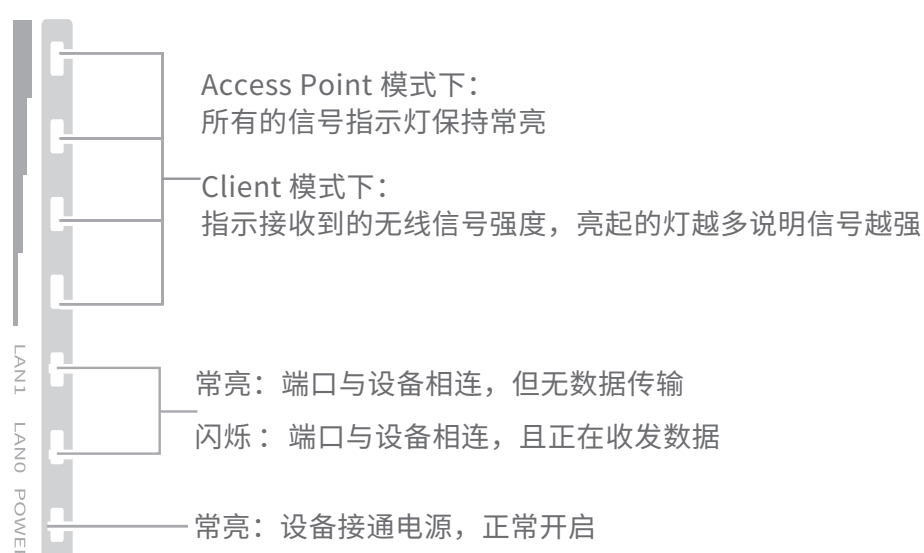 Access Point 模式下：
所有的信号指示灯保持常亮
Client 模式下：
指示接收到的无线信号强度，亮起的灯越多说明信号越强
LAN1
常亮：端口与设备相连，但无数据传输
LAN0
闪烁：端口与设备相连，且正在收发数据
常亮：设备接通电源，正常开启